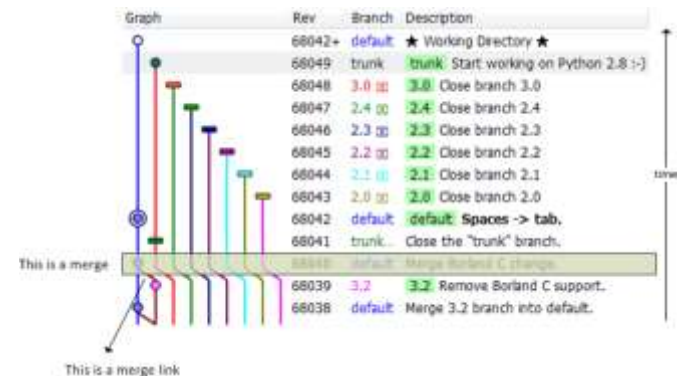 Graph Rev Branch Description
68042+ default ★ Working Directory ★
68049 trunk trunk Start working on Python 2.8 :-)
68048 3.0 3.0 Close branch 3.0
68047 2.4 2.4 Close branch 2.4
68046 2.3 2.3 Close branch 2.3
68045 2.2 2.2 Close branch 2.2
68044 2.1 2.1 Close branch 2.1
68043 2.0 2.0 Close branch 2.0
68042 default default Spaces -> tab.
68041 trunk Close the "trunk" branch.
68040 default Merge Borland C change.
68039 3.2 3.2 Remove Borland C support.
68038 default Merge 3.2 branch into default.
time
This is a merge
This is a merge link